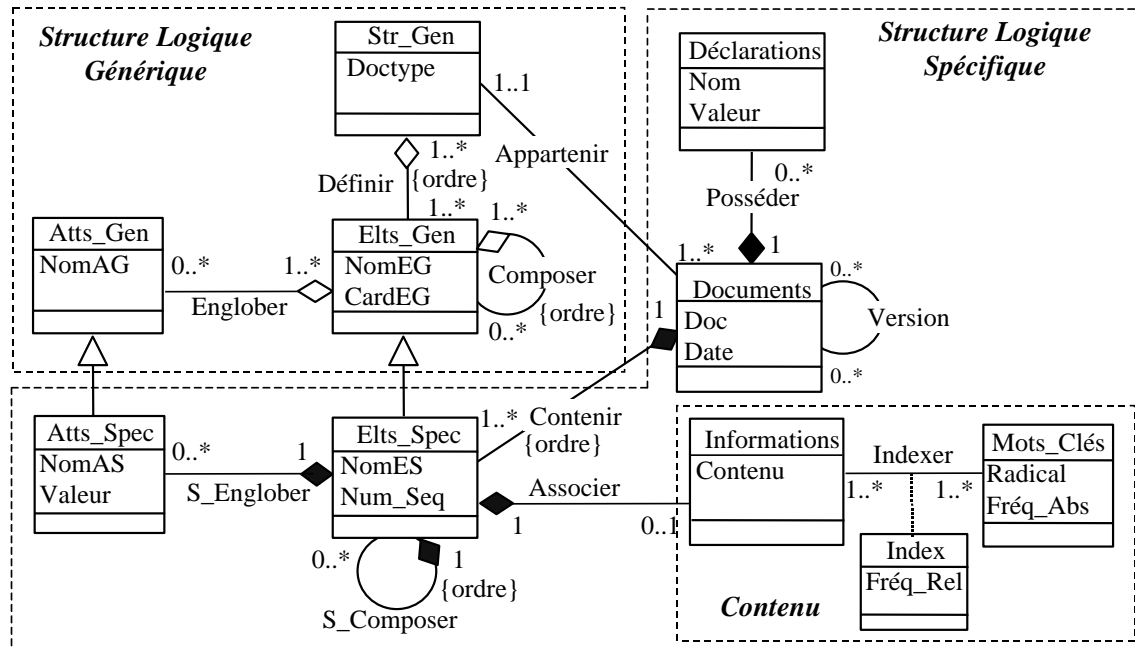 Structure Logique
Générique
Str_Gen
Doctype
Structure Logique
Spécifique
Déclarations
Nom
Valeur
1..1
Appartenir
1..*
{ordre}
Définir
1..*
0..*
Posséder
1
Atts_Gen
NomAG
0..*
1..*
Englober
Elts_Gen
NomEG
CardEG
1..*
Composer
{ordre}
0..*
1..*
Documents
Doc
Date
0..*
Version
0..*
1
Contenir
{ordre}
1..*
Atts_Spec
NomAS
Valeur
0..*
1
S_Englober
Elts_Spec
NomES
Num_Seq
Associer
1
0..1
0..*
1
{ordre}
S_Composer
Informations
Contenu
Indexer
1..*
1..*
Mots_Clés
Radical
Fréq_Abs
Index
Fréq_Rel
Contenu